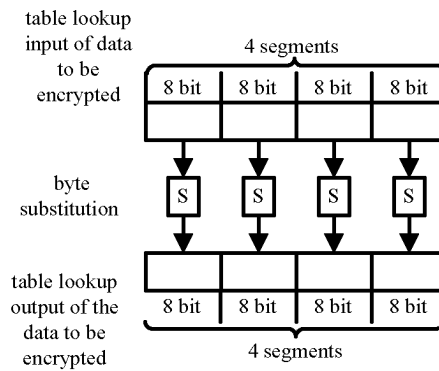 table lookup
input of data
to be
encrypted
4 segments
8 bit 8 bit 8 bit 8 bit
byte
substitution
S S S S
table lookup
output of the
data to be
encrypted
8 bit 8 bit 8 bit 8 bit
4 segments